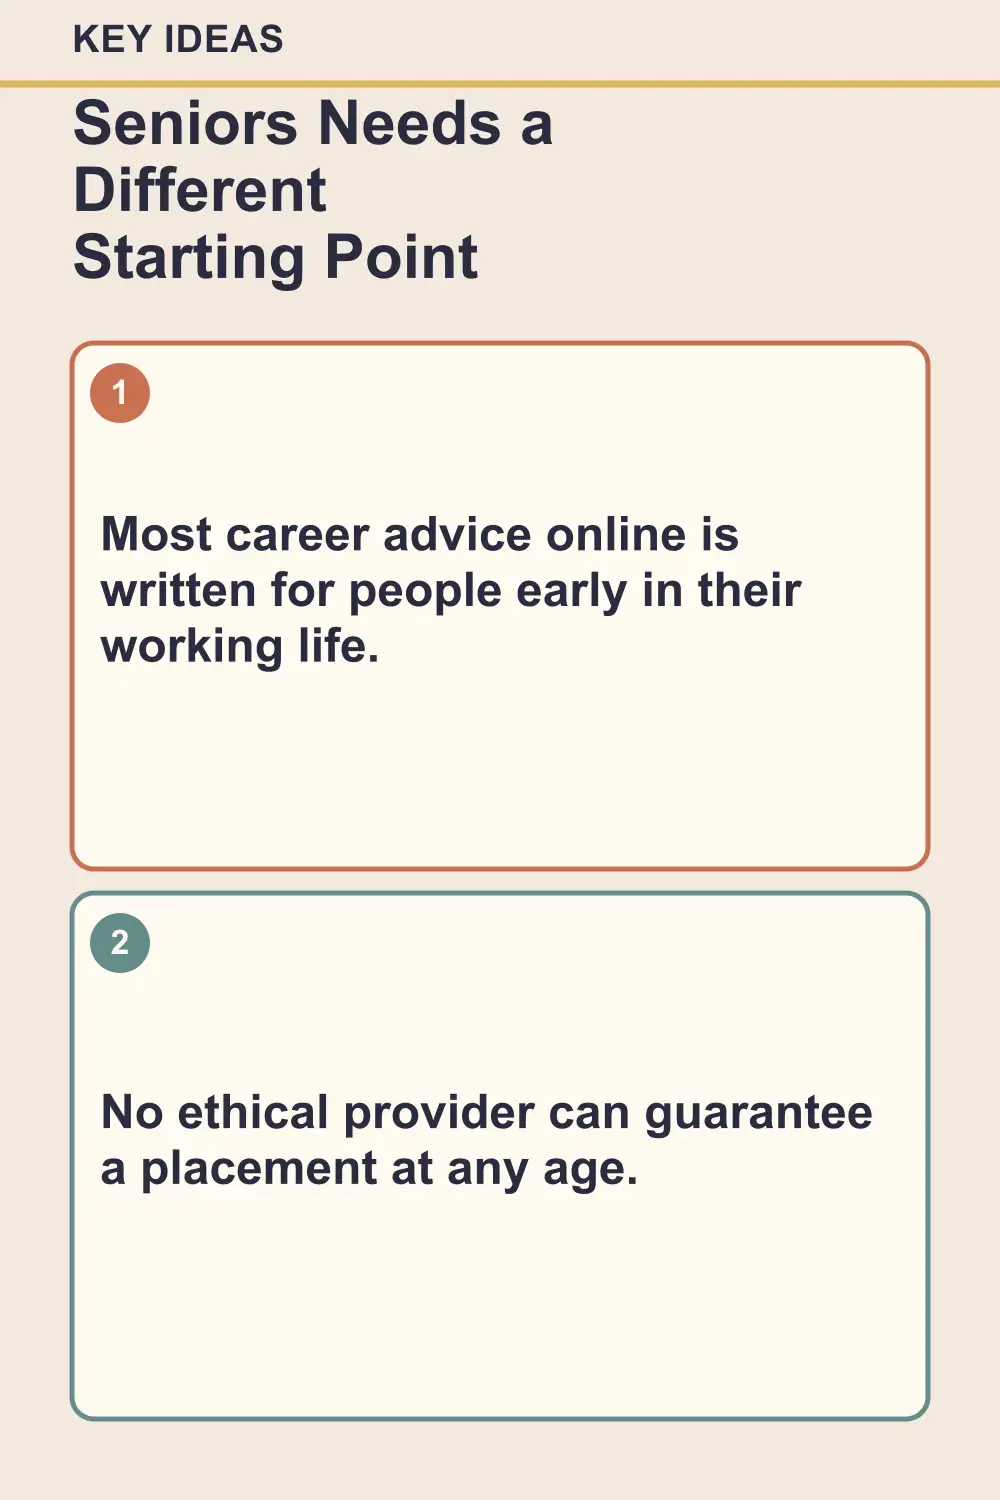 KEY IDEAS
Seniors Needs a
Different
Starting Point
1
Most career advice online is
written for people early in their
working life.
2
No ethical provider can guarantee
a placement at any age.